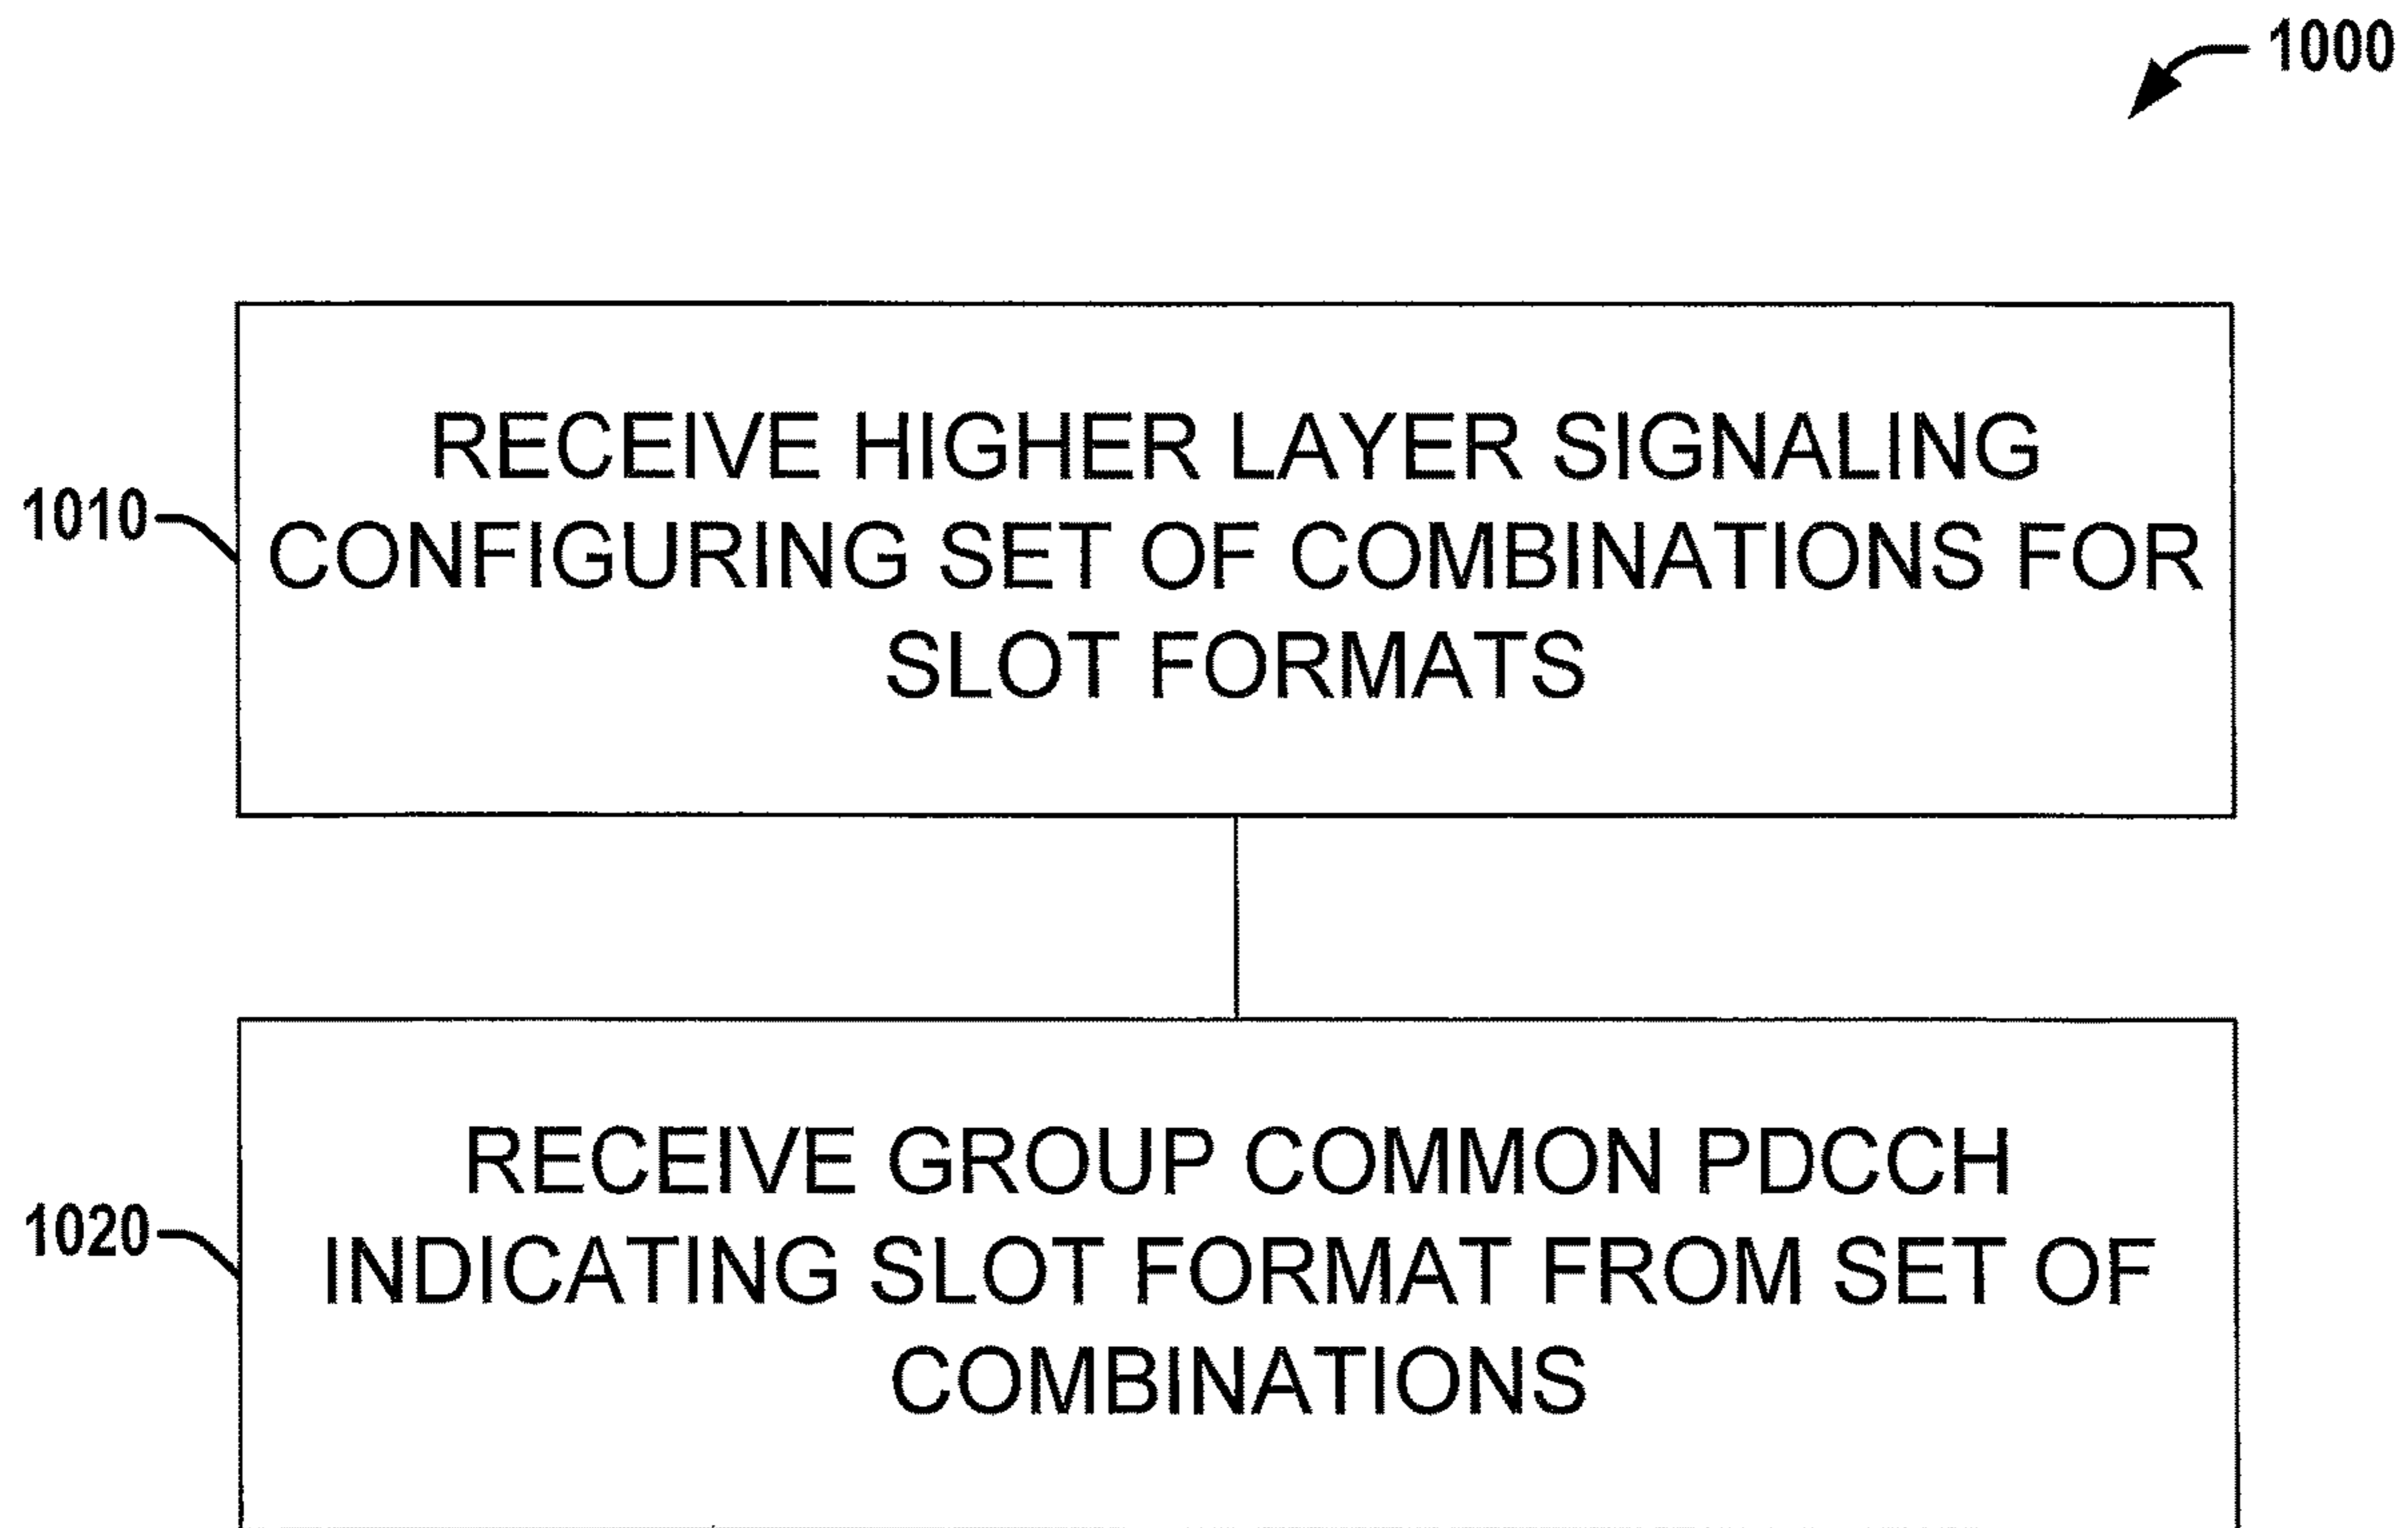 1000
RECEIVE HIGHER LAYER SIGNALING
CONFIGURING SET OF COMBINATIONS FOR
SLOT FORMATS
1010
RECEIVE GROUP COMMON PDCCH
INDICATING SLOT FORMAT FROM SET OF
COMBINATIONS
1020